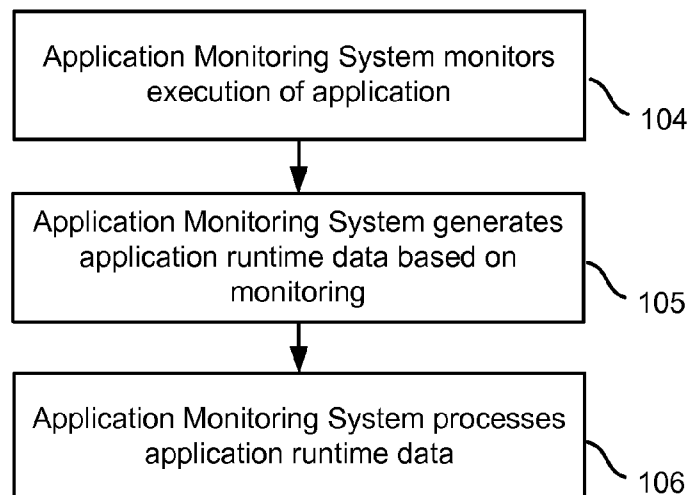 Application Monitoring System monitors
execution of application
104
Application Monitoring System generates
application runtime data based on
monitoring
105
Application Monitoring System processes
application runtime data
106